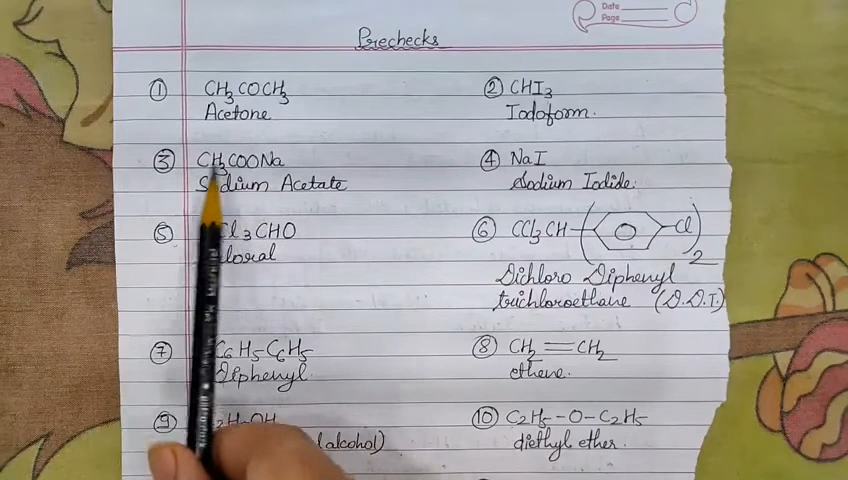 Date
Page
Prechecks
① CH3COCH3
Acetone
② CHI3
Iodoform.
③ CH3COONa
Sodium Acetate
④ NaI
Sodium Iodide.
⑤ Cl3CHO
loral
⑥ CCl3CH-( -Cl)2
Dichloro Diphenyl
trichloroethane (D.D.T.)
⑦ C6H5-C6H5
Diphenyl
⑧ CH2=CH2
ethene.
⑨ 2H5OH
alcohol)
⑩ C2H5-O-C2H5
diethyl ether.